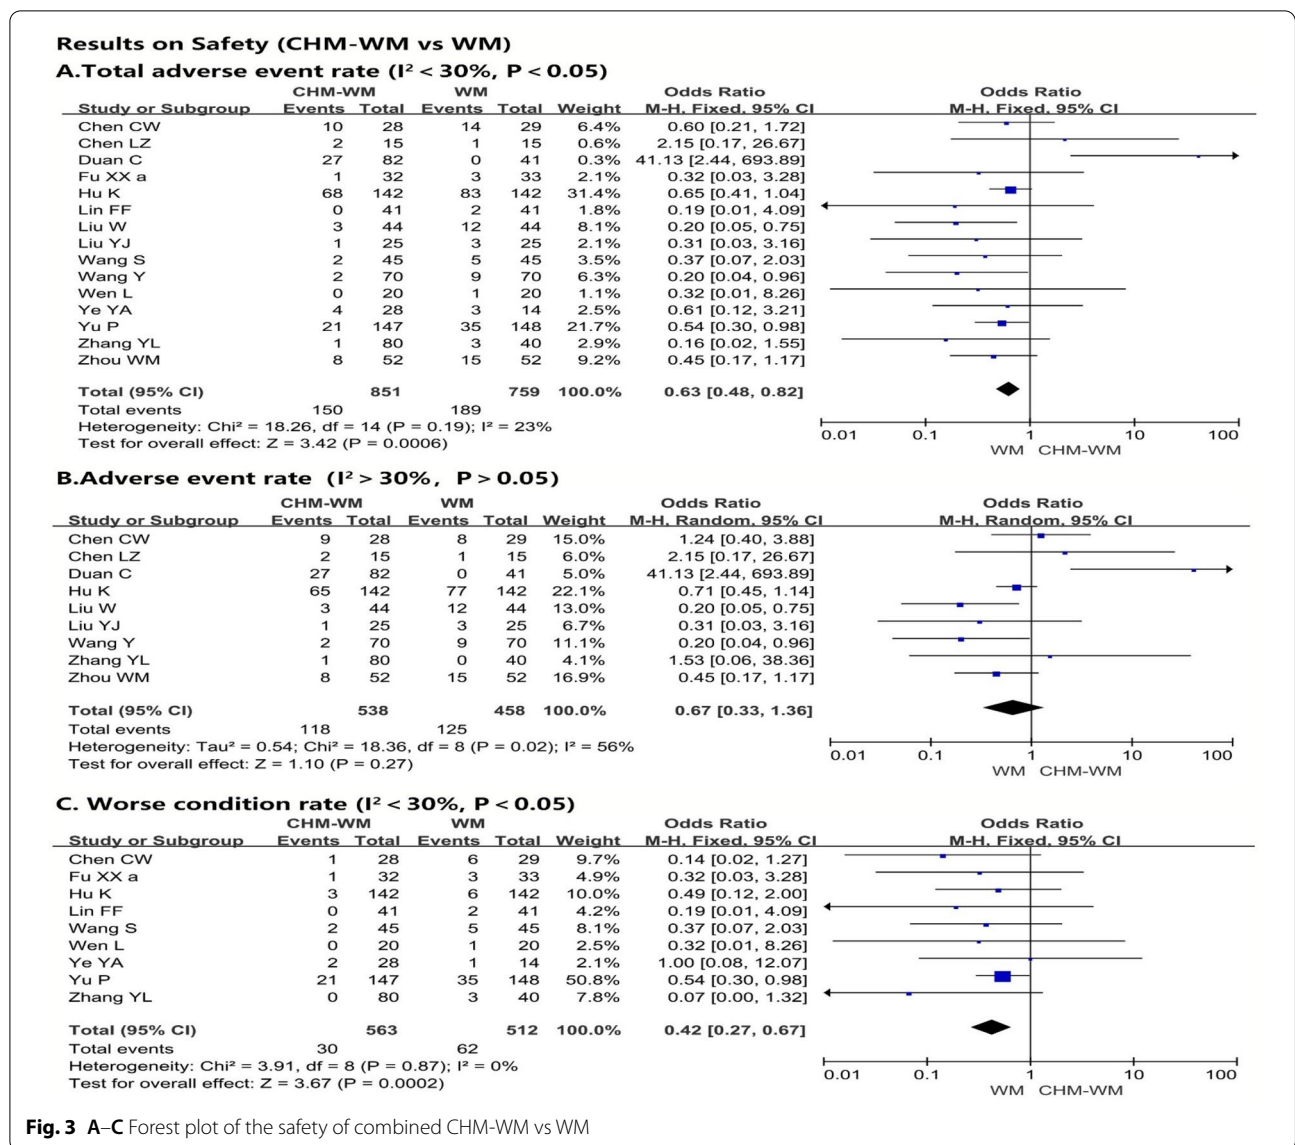 Results on Safety (CHM-WM vs WM)
A.Total adverse event rate (I² < 30%, P < 0.05)
CHM-WM WM Odds Ratio Odds Ratio
Study or Subgroup Events Total Events Total Weight M-H, Fixed, 95% CI M-H, Fixed, 95% CI
Chen CW 10 28 14 29 6.4% 0.60 [0.21, 1.72]
Chen LZ 2 15 1 15 0.6% 2.15 [0.17, 26.67]
Duan C 27 82 0 41 0.3% 41.13 [2.44, 693.89]
Fu XX a 1 32 3 33 2.1% 0.32 [0.03, 3.28]
Hu K 68 142 83 142 31.4% 0.65 [0.41, 1.04]
Lin FF 0 41 2 41 1.8% 0.19 [0.01, 4.09]
Liu W 3 44 12 44 8.1% 0.20 [0.05, 0.75]
Liu YJ 1 25 3 25 2.1% 0.31 [0.03, 3.16]
Wang S 2 45 5 45 3.5% 0.37 [0.07, 2.03]
Wang Y 2 70 9 70 6.3% 0.20 [0.04, 0.96]
Wen L 0 20 1 20 1.1% 0.32 [0.01, 8.26]
Ye YA 4 28 3 14 2.5% 0.61 [0.12, 3.21]
Yu P 21 147 35 148 21.7% 0.54 [0.30, 0.98]
Zhang YL 1 80 3 40 2.9% 0.16 [0.02, 1.55]
Zhou WM 8 52 15 52 9.2% 0.45 [0.17, 1.17]
Total (95% CI) 851 759 100.0% 0.63 [0.48, 0.82]
Total events 150 189
Heterogeneity: Chi² = 18.26, df = 14 (P = 0.19); I² = 23%
Test for overall effect: Z = 3.42 (P = 0.0006)
0.01 0.1 1 10 100
WM CHM-WM
B.Adverse event rate (I² > 30%, P > 0.05)
CHM-WM WM Odds Ratio Odds Ratio
Study or Subgroup Events Total Events Total Weight M-H, Random, 95% CI M-H, Random, 95% CI
Chen CW 9 28 8 29 15.0% 1.24 [0.40, 3.88]
Chen LZ 2 15 1 15 6.0% 2.15 [0.17, 26.67]
Duan C 27 82 0 41 5.0% 41.13 [2.44, 693.89]
Hu K 65 142 77 142 22.1% 0.71 [0.45, 1.14]
Liu W 3 44 12 44 13.0% 0.20 [0.05, 0.75]
Liu YJ 1 25 3 25 6.7% 0.31 [0.03, 3.16]
Wang Y 2 70 9 70 11.1% 0.20 [0.04, 0.96]
Zhang YL 1 80 0 40 4.1% 1.53 [0.06, 38.36]
Zhou WM 8 52 15 52 16.9% 0.45 [0.17, 1.17]
Total (95% CI) 538 458 100.0% 0.67 [0.33, 1.36]
Total events 118 125
Heterogeneity: Tau² = 0.54; Chi² = 18.36, df = 8 (P = 0.02); I² = 56%
Test for overall effect: Z = 1.10 (P = 0.27)
0.01 0.1 1 10 100
WM CHM-WM
C. Worse condition rate (I² < 30%, P < 0.05)
CHM-WM WM Odds Ratio Odds Ratio
Study or Subgroup Events Total Events Total Weight M-H, Fixed, 95% CI M-H, Fixed, 95% CI
Chen CW 1 28 6 29 9.7% 0.14 [0.02, 1.27]
Fu XX a 1 32 3 33 4.9% 0.32 [0.03, 3.28]
Hu K 3 142 6 142 10.0% 0.49 [0.12, 2.00]
Lin FF 0 41 2 41 4.2% 0.19 [0.01, 4.09]
Wang S 2 45 5 45 8.1% 0.37 [0.07, 2.03]
Wen L 0 20 1 20 2.5% 0.32 [0.01, 8.26]
Ye YA 2 28 1 14 2.1% 1.00 [0.08, 12.07]
Yu P 21 147 35 148 50.8% 0.54 [0.30, 0.98]
Zhang YL 0 80 3 40 7.8% 0.07 [0.00, 1.32]
Total (95% CI) 563 512 100.0% 0.42 [0.27, 0.67]
Total events 30 62
Heterogeneity: Chi² = 3.91, df = 8 (P = 0.87); I² = 0%
Test for overall effect: Z = 3.67 (P = 0.0002)
0.01 0.1 1 10 100
WM CHM-WM
Fig. 3 A–C Forest plot of the safety of combined CHM-WM vs WM